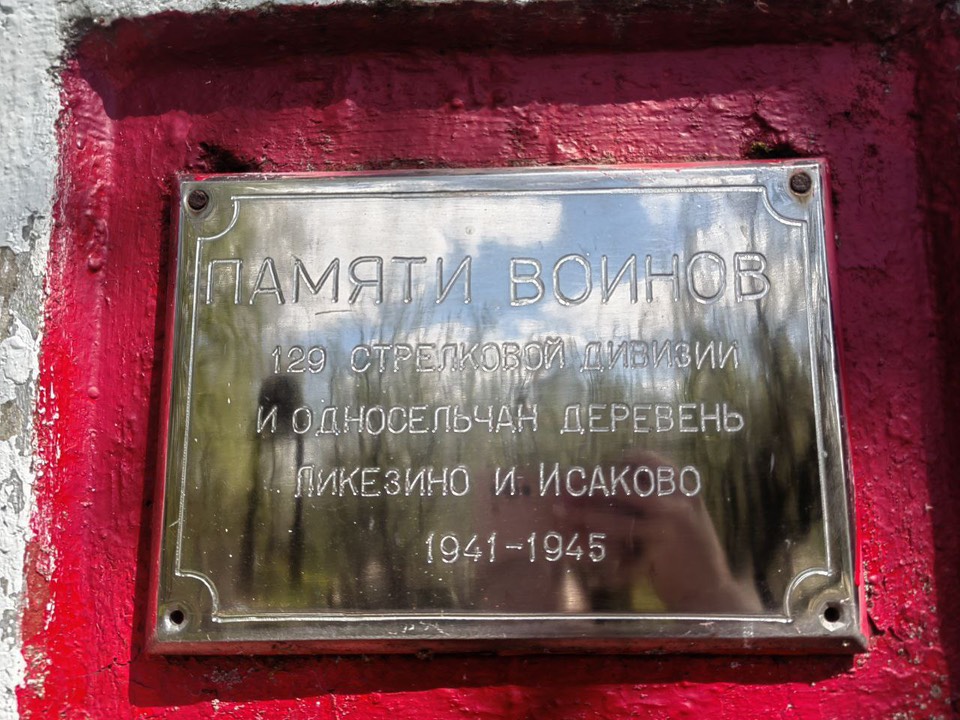 ПАМЯТИ ВОИНОВ
129 СТРЕЛКОВОЙ ДИВИЗИИ
И ОДНОСЕЛЬЧАН ДЕРЕВЕНЬ
ЛИКЕЗИНО И ИСАКОВО
1941-1945